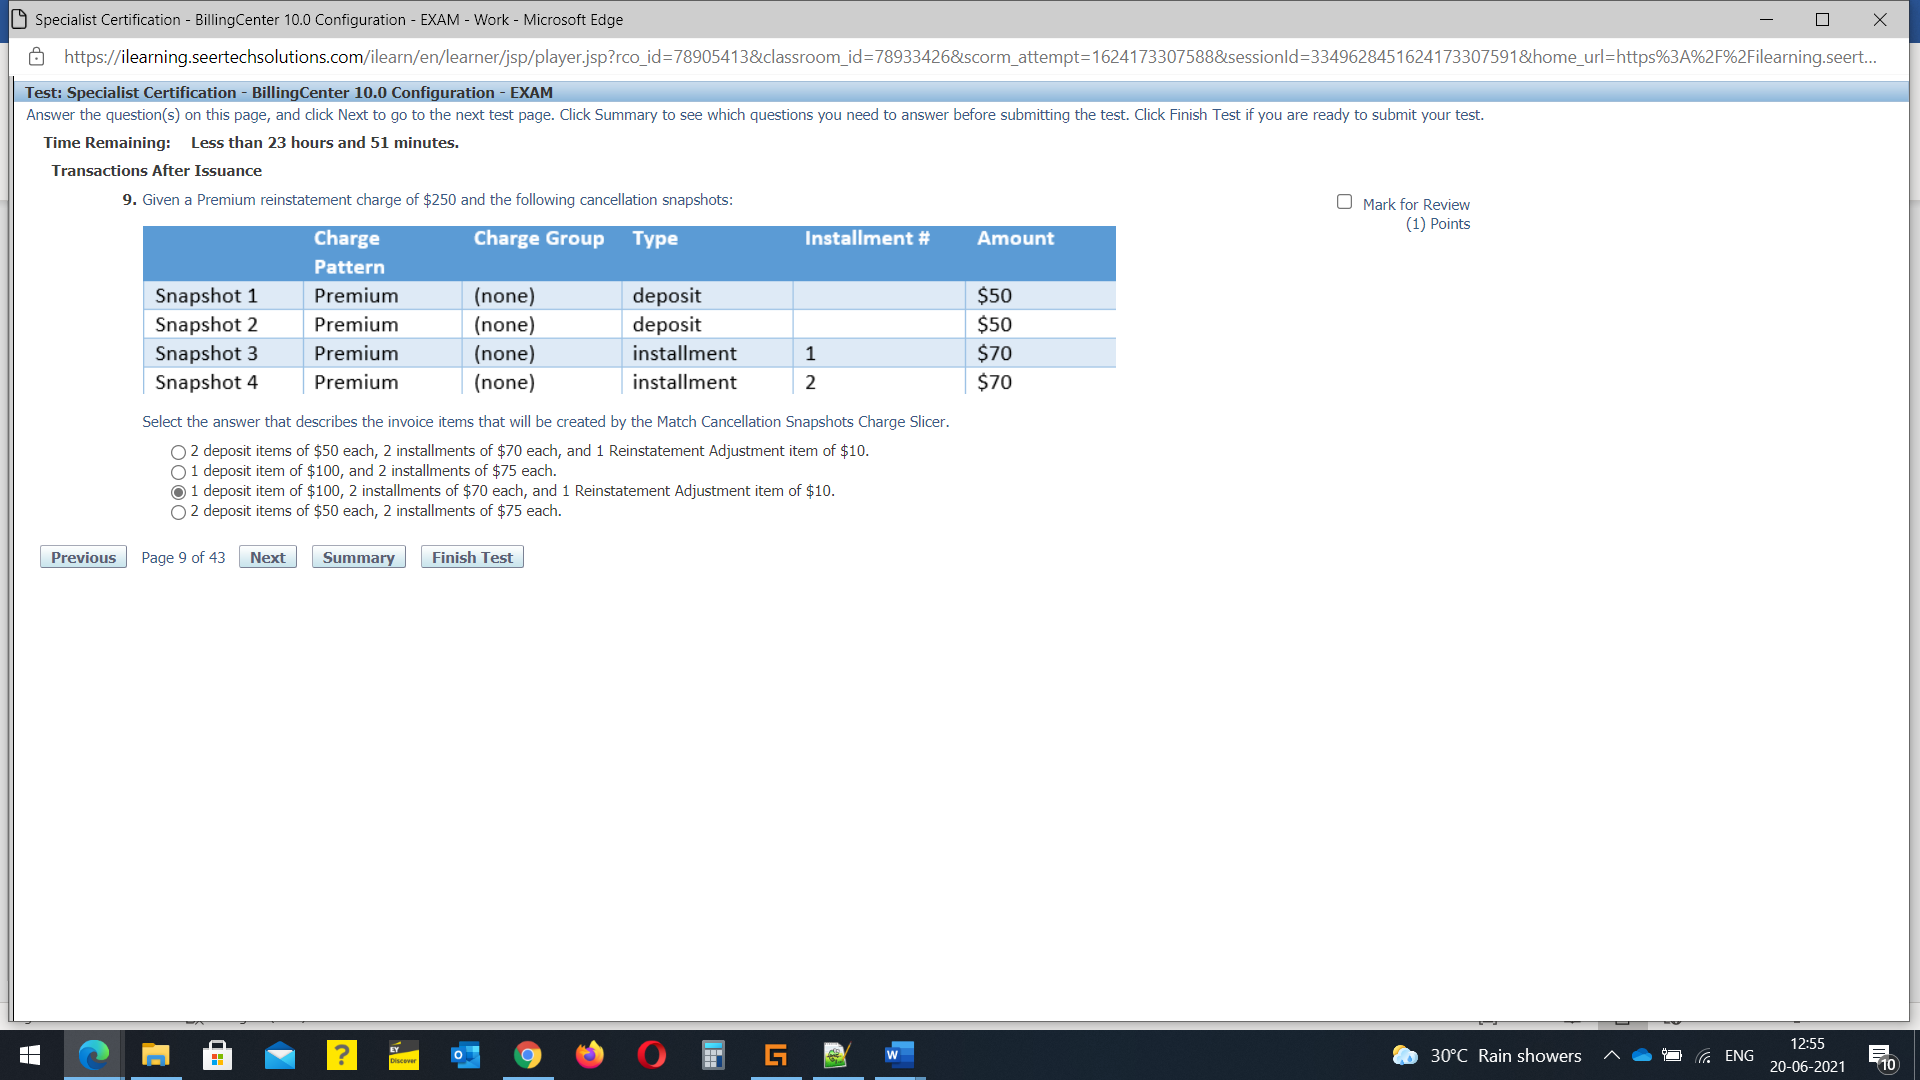 Specialist Certification - BillingCenter 10.0 Configuration - EXAM - Work - Microsoft Edge
https://ilearning.seertechsolutions.com/ilearn/en/learner/jsp/player.jsp?rco_id=78905413&classroom_id=78933426&scorm_attempt=1624173307588&sessionId=3349628451624173307591&home_url=https%3A%2F%2Filearning.seert...
Test: Specialist Certification - BillingCenter 10.0 Configuration - EXAM
Answer the question(s) on this page, and click Next to go to the next test page. Click Summary to see which questions you need to answer before submitting the test. Click Finish Test if you are ready to submit your test.
Time Remaining: Less than 23 hours and 51 minutes.
Transactions After Issuance
9. Given a Premium reinstatement charge of $250 and the following cancellation snapshots:
Mark for Review
(1) Points
Charge Pattern Charge Group Type Installment # Amount
Snapshot 1 Premium (none) deposit $50
Snapshot 2 Premium (none) deposit $50
Snapshot 3 Premium (none) installment 1 $70
Snapshot 4 Premium (none) installment 2 $70
Select the answer that describes the invoice items that will be created by the Match Cancellation Snapshots Charge Slicer.
2 deposit items of $50 each, 2 installments of $70 each, and 1 Reinstatement Adjustment item of $10.
1 deposit item of $100, and 2 installments of $75 each.
1 deposit item of $100, 2 installments of $70 each, and 1 Reinstatement Adjustment item of $10.
2 deposit items of $50 each, 2 installments of $75 each.
Previous Page 9 of 43 Next Summary Finish Test
EY
Discover
30°C Rain showers
ENG
12:55
20-06-2021
10